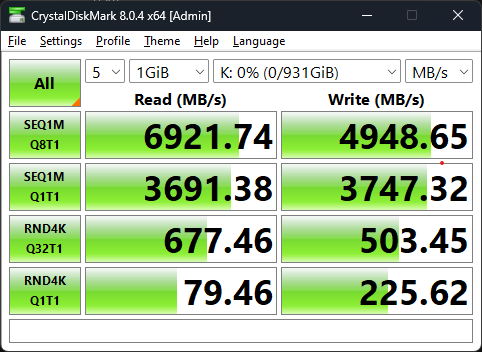 CrystalDiskMark 8.0.4 x64 [Admin]
File Settings Profile Theme Help Language
All 5 1GiB K: 0% (0/931GiB) MB/s
Read (MB/s) Write (MB/s)
SEQ1M
Q8T1 6921.74 4948.65
SEQ1M
Q1T1 3691.38 3747.32
RND4K
Q32T1 677.46 503.45
RND4K
Q1T1 79.46 225.62